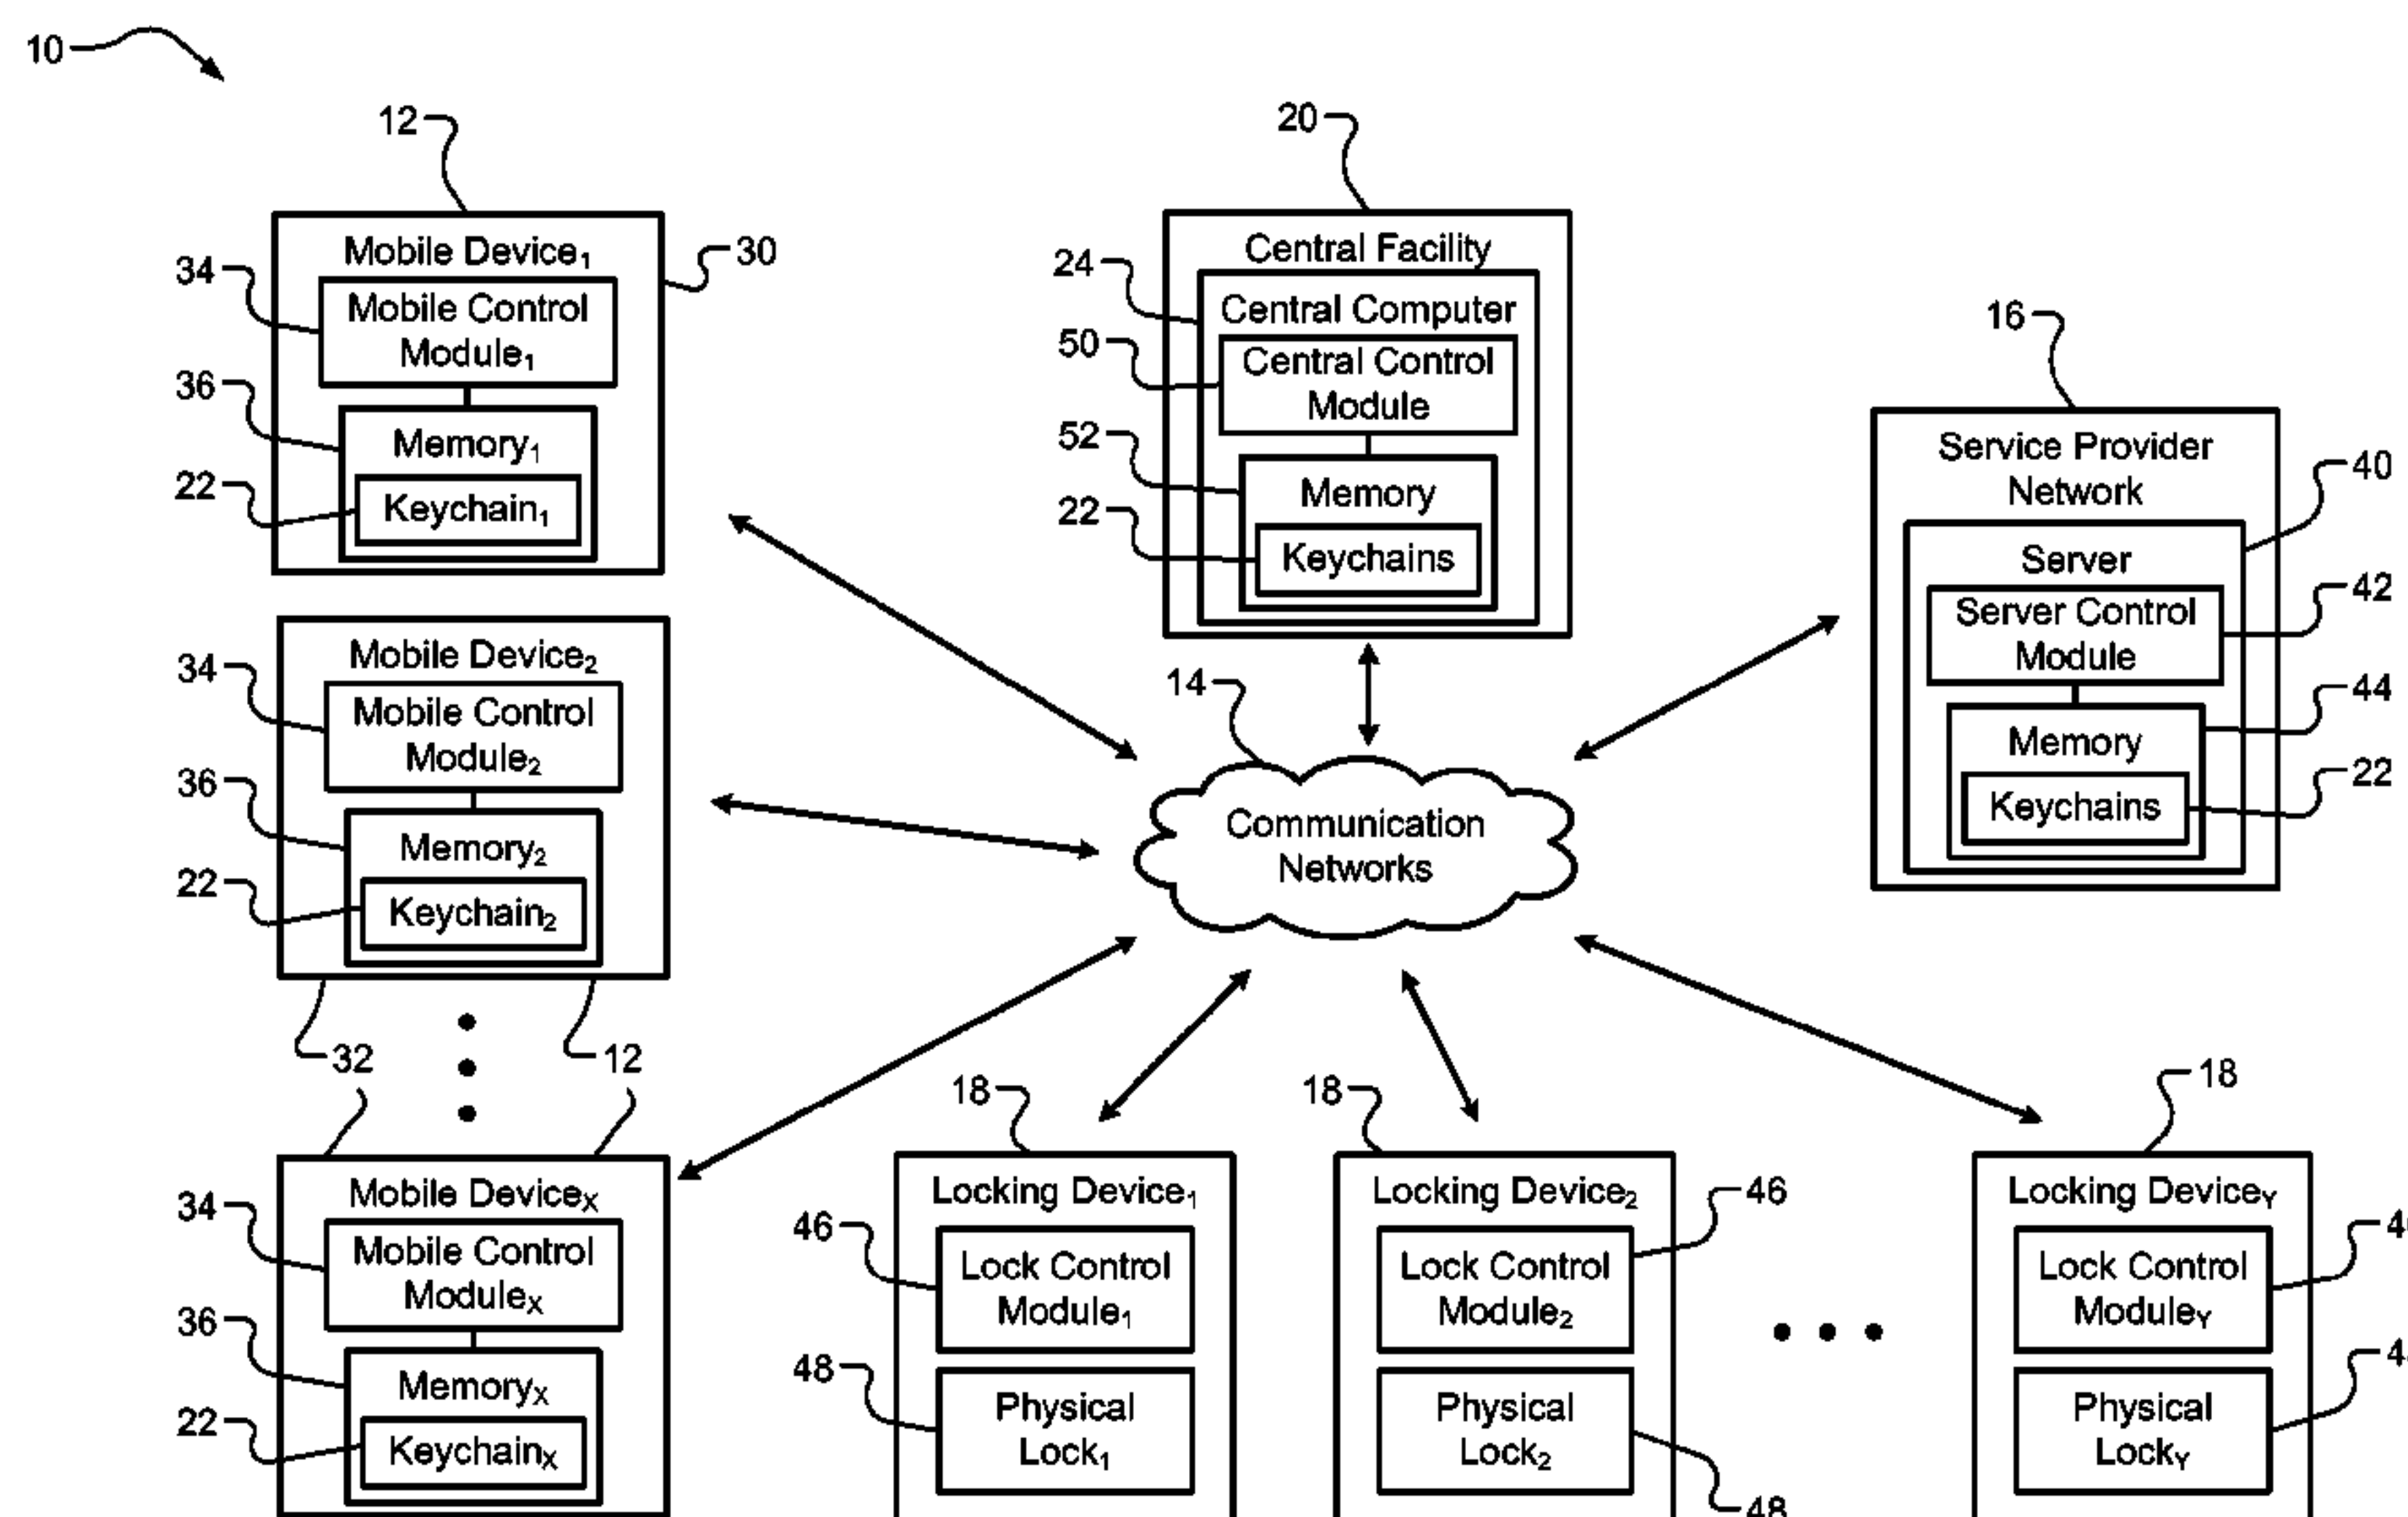 10
12
Mobile Device₁
30
34
Mobile Control
Module₁
36
Memory₁
22
Keychain₁
20
Central Facility
24
Central Computer
50
Central Control
Module
52
Memory
22
Keychains
16
Service Provider
Network
40
Server
42
Server Control
Module
44
Memory
22
Keychains
Mobile Device₂
34
Mobile Control
Module₂
36
Memory₂
22
Keychain₂
32
12
14
Communication
Networks
Mobile Deviceₓ
34
Mobile Control
Moduleₓ
36
Memoryₓ
22
Keychainₓ
18
Locking Device₁
46
Lock Control
Module₁
48
Physical
Lock₁
18
Locking Device₂
46
Lock Control
Module₂
Physical
Lock₂
48
18
Locking DeviceY
Lock Control
ModuleY
Physical
LockY